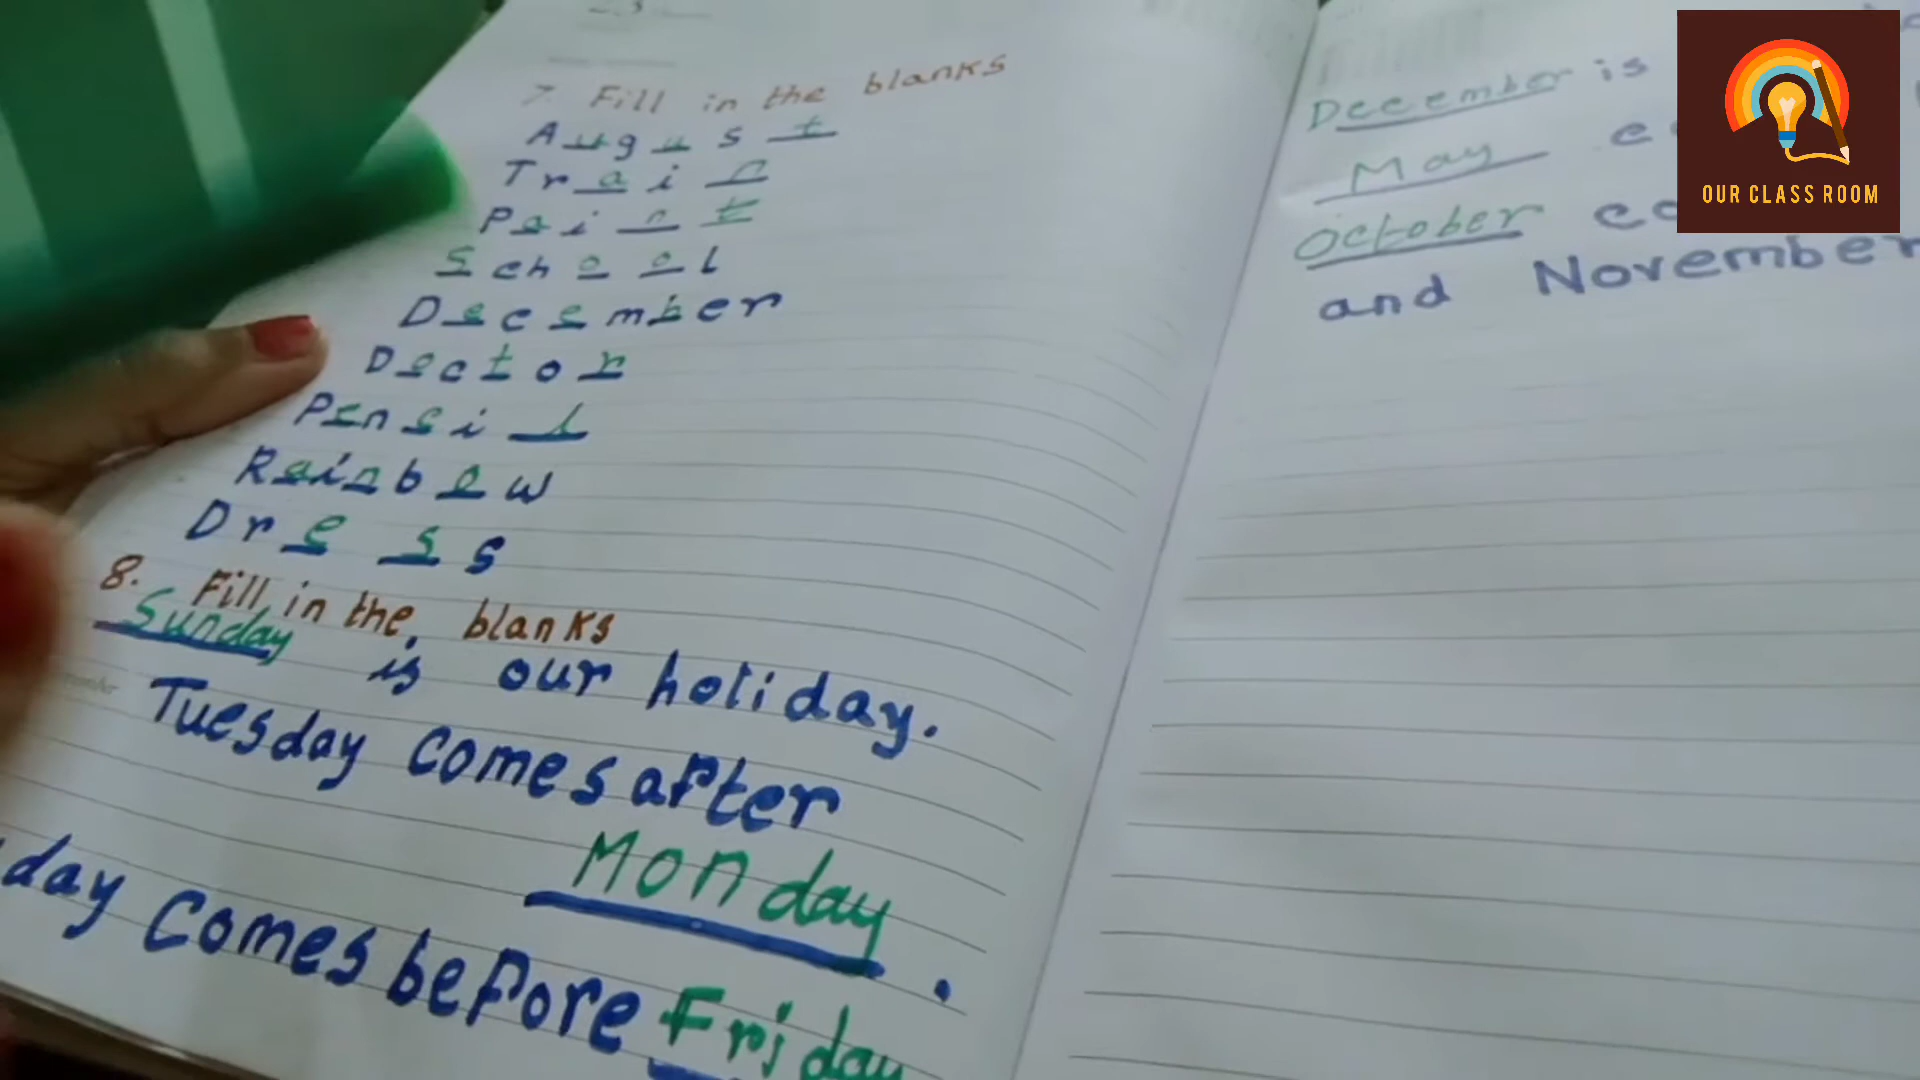 7. Fill in the blanks
August
Train
Paint
School
December
Doctor
Pencil
Rainbow
Dress
8. Fill in the blanks
Sunday is our holiday.
Tuesday comes after
Monday.
day comes before Friday
December is
May
October
and November
OUR CLASS ROOM